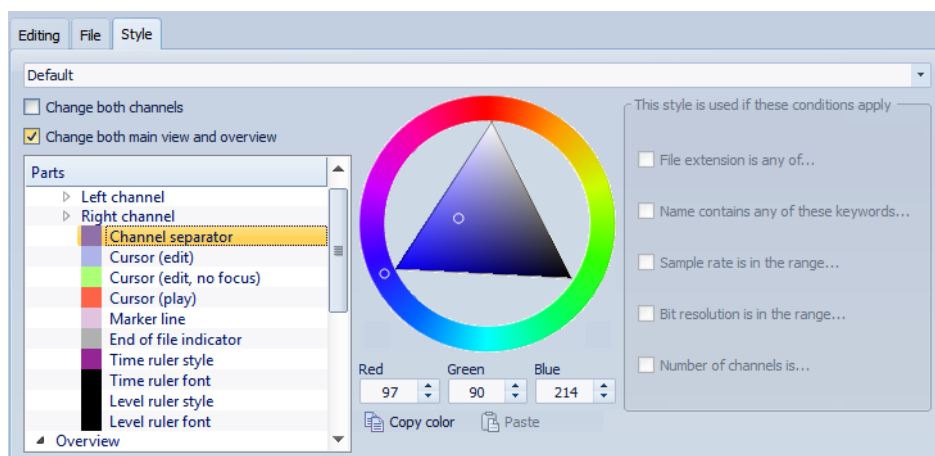 Editing File Style
Default
Change both channels
Change both main view and overview
Parts
Left channel
Right channel
Channel separator
Cursor (edit)
Cursor (edit, no focus)
Cursor (play)
Marker line
End of file indicator
Time ruler style
Time ruler font
Level ruler style
Level ruler font
Overview
Red Green Blue
97 90 214
Copy color Paste
This style is used if these conditions apply
File extension is any of...
Name contains any of these keywords...
Sample rate is in the range...
Bit resolution is in the range...
Number of channels is...